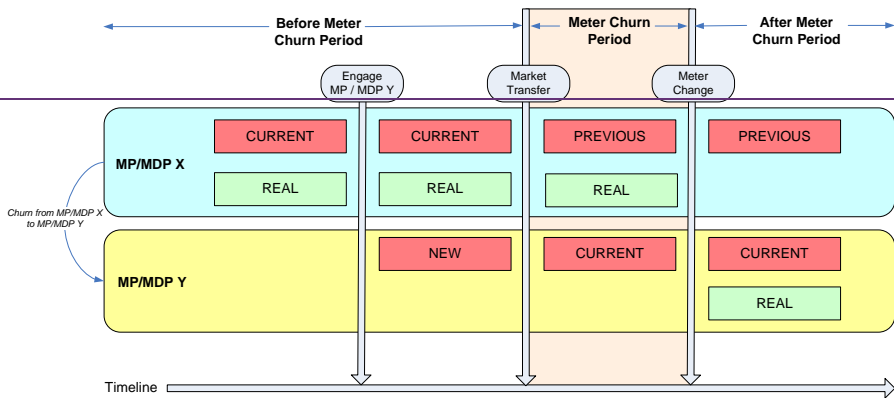 Before Meter
Churn Period
Meter Churn
Period
After Meter
Churn Period
Engage
MP / MDP Y
Market
Transfer
Meter
Change
CURRENT
CURRENT
PREVIOUS
PREVIOUS
MP/MDP X
REAL
REAL
REAL
Churn from MP/MDP X
to MP/MDP Y
NEW
CURRENT
CURRENT
MP/MDP Y
REAL
Timeline